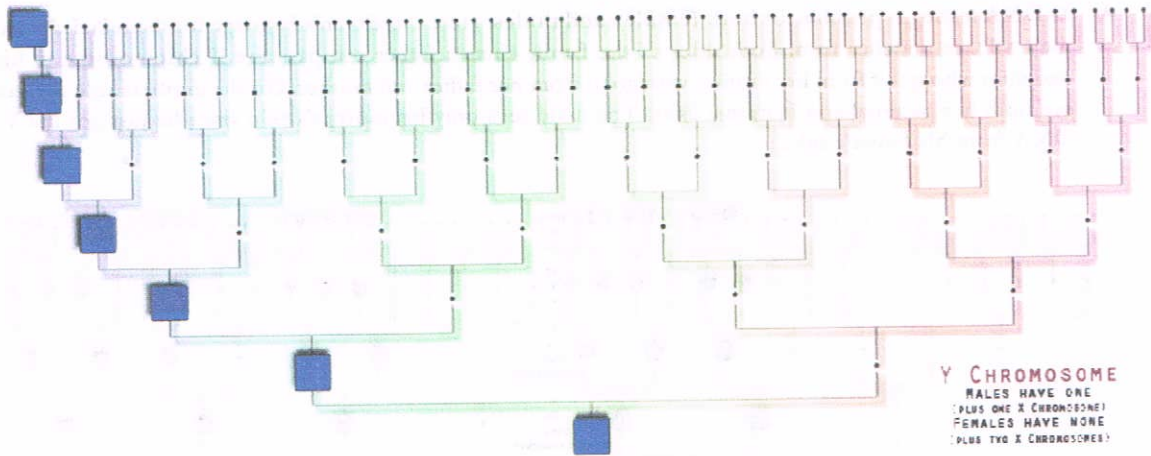 Y CHROMOSOME
MALES HAVE ONE
(PLUS ONE X CHROMOSOME)
FEMALES HAVE NONE
(PLUS TWO X CHROMOSOMES)